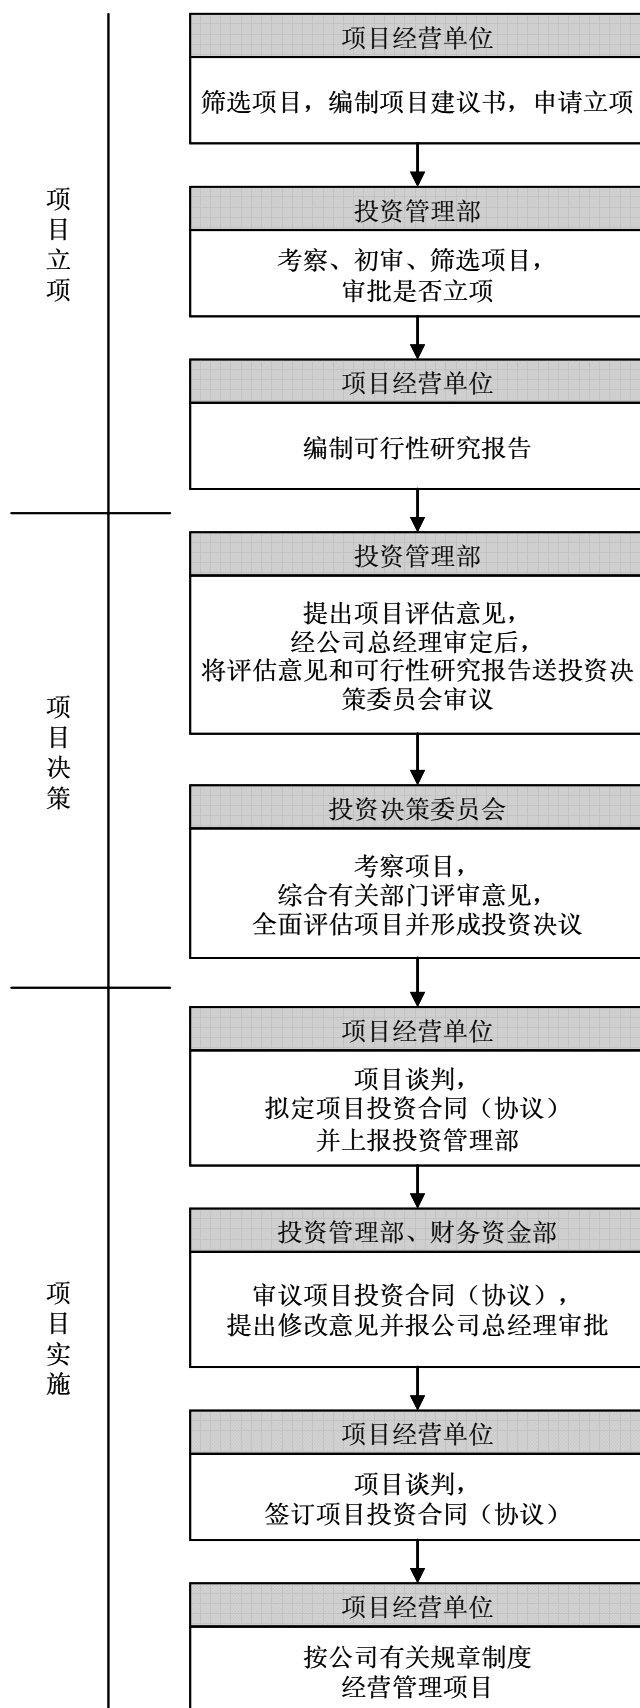 项目经营单位
筛选项目，编制项目建议书，申请立项
项目立项
投资管理部
考察、初审、筛选项目，
审批是否立项
项目经营单位
编制可行性研究报告
投资管理部
提出项目评估意见，
经公司总经理审定后，
将评估意见和可行性研究报告送投资决
策委员会审议
项目决策
投资决策委员会
考察项目，
综合有关部门评审意见，
全面评估项目并形成投资决议
项目经营单位
项目谈判，
拟定项目投资合同（协议）
并上报投资管理部
投资管理部、财务资金部
审议项目投资合同（协议），
提出修改意见并报公司总经理审批
项目实施
项目经营单位
项目谈判，
签订项目投资合同（协议）
项目经营单位
按公司有关规章制度
经营管理项目